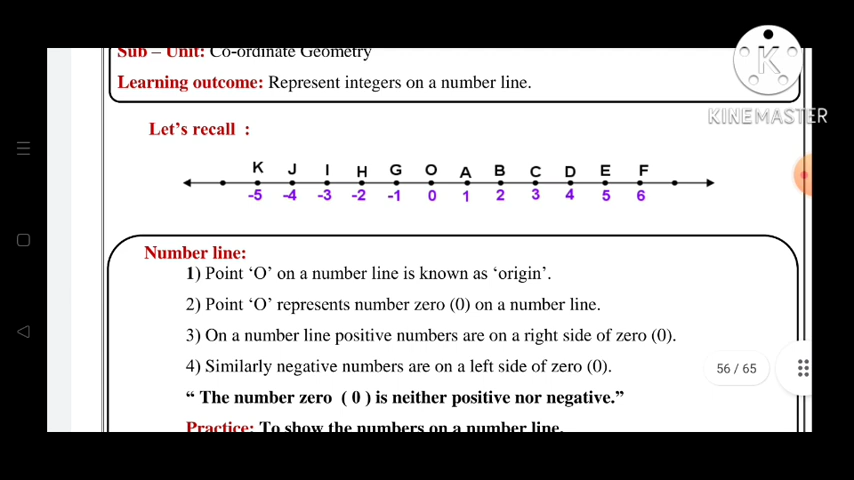 Sub – Unit: Co-ordinate Geometry
Learning outcome: Represent integers on a number line.
K
KINEMASTER
Let's recall :
K J I H G O A B C D E F
-5 -4 -3 -2 -1 0 1 2 3 4 5 6
Number line:
1) Point ‘O’ on a number line is known as ‘origin’.
2) Point ‘O’ represents number zero (0) on a number line.
3) On a number line positive numbers are on a right side of zero (0).
4) Similarly negative numbers are on a left side of zero (0).
56 / 65
“ The number zero ( 0 ) is neither positive nor negative.”
Practice: To show the numbers on a number line.